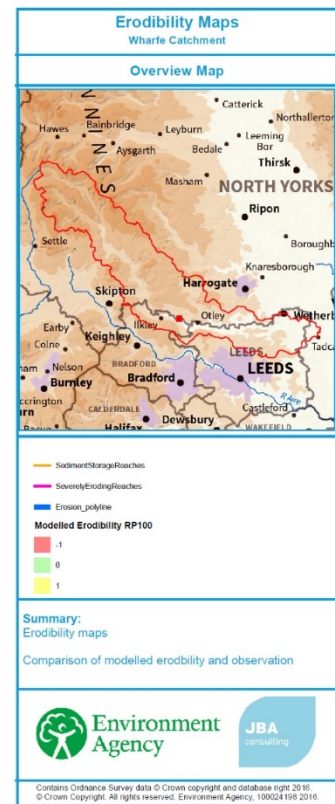 Erodibility Maps
Wharfe Catchment
Overview Map
Catterick
Hawes
Bainbridge
Leyburn
Northallerton
Aysgarth
Bedale
Leeming
Bar
Thirsk
Masham
NORTH YORKS
Ripon
Settle
Boroughb
Knaresborough
Skipton
Harrogate
Wetherb
Ilkley
Otley
Earby
Keighley
Tadca
Colne
Nelson
BRADFORD
LEEDS
LEEDS
ham
Burnley
Bradford
R Aire
ccrington
CALDERDALE
Castleford
rn
Halifax
Dewsbury
WAKEFIELD
NNINES
SedimentStorageReaches
SeverelyErodingReaches
Erosion_polyline
Modelled Erodibility RP100
-1
0
1
Summary:
Erodibility maps
Comparison of modelled erodbility and observation
Environment
Agency
JBA
consulting
Contains Ordnance Survey data © Crown copyright and database right 2016.
© Crown Copyright. All rights reserved. Environment Agency, 100024198 2016.